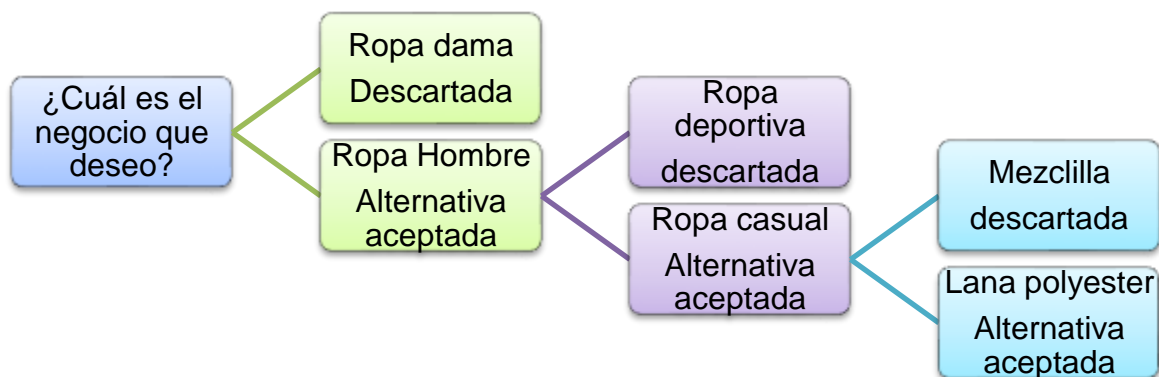 ¿Cuál es el
negocio que
deseo?
Ropa dama
Descartada
Ropa Hombre
Alternativa
aceptada
Ropa
deportiva
descartada
Ropa casual
Alternativa
aceptada
Mezclilla
descartada
Lana polyester
Alternativa
aceptada